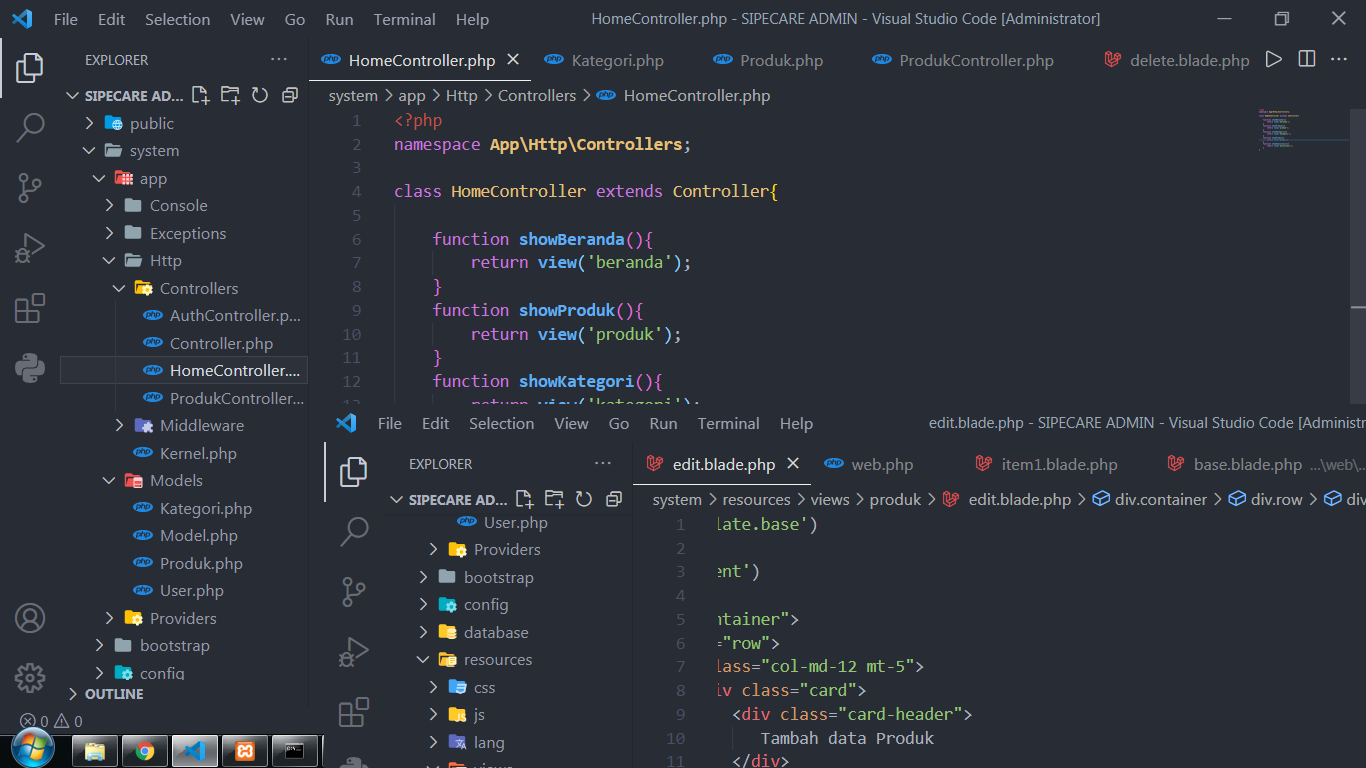 File Edit Selection View Go Run Terminal Help HomeController.php - SIPECARE ADMIN - Visual Studio Code [Administrator]
EXPLORER
SIPECARE AD...
public
system
app
Console
Exceptions
Http
Controllers
AuthController.p...
Controller.php
HomeController....
ProdukController...
Middleware
Kernel.php
Models
Kategori.php
Model.php
Produk.php
User.php
Providers
bootstrap
config
OUTLINE
0 0
HomeController.php Kategori.php Produk.php ProdukController.php delete.blade.php
system > app > Http > Controllers > HomeController.php
1 <?php
2 namespace App\Http\Controllers;
3
4 class HomeController extends Controller{
5
6 function showBeranda(){
7 return view('beranda');
8 }
9 function showProduk(){
10 return view('produk');
11 }
12 function showKategori(){
13 return view('kategori');
File Edit Selection View Go Run Terminal Help edit.blade.php - SIPECARE ADMIN - Visual Studio Code [Administr
EXPLORER
SIPECARE AD...
User.php
Providers
bootstrap
config
database
resources
css
js
lang
views
edit.blade.php web.php item1.blade.php base.blade.php ...\web\...
system > resources > views > produk > edit.blade.php > div.container > div.row > div
1 late.base')
2
3 ent')
4
5 ntainer">
6 ="row">
7 lass="col-md-12 mt-5">
8 iv class="card">
9 <div class="card-header">
10 Tambah data Produk
11 </div>